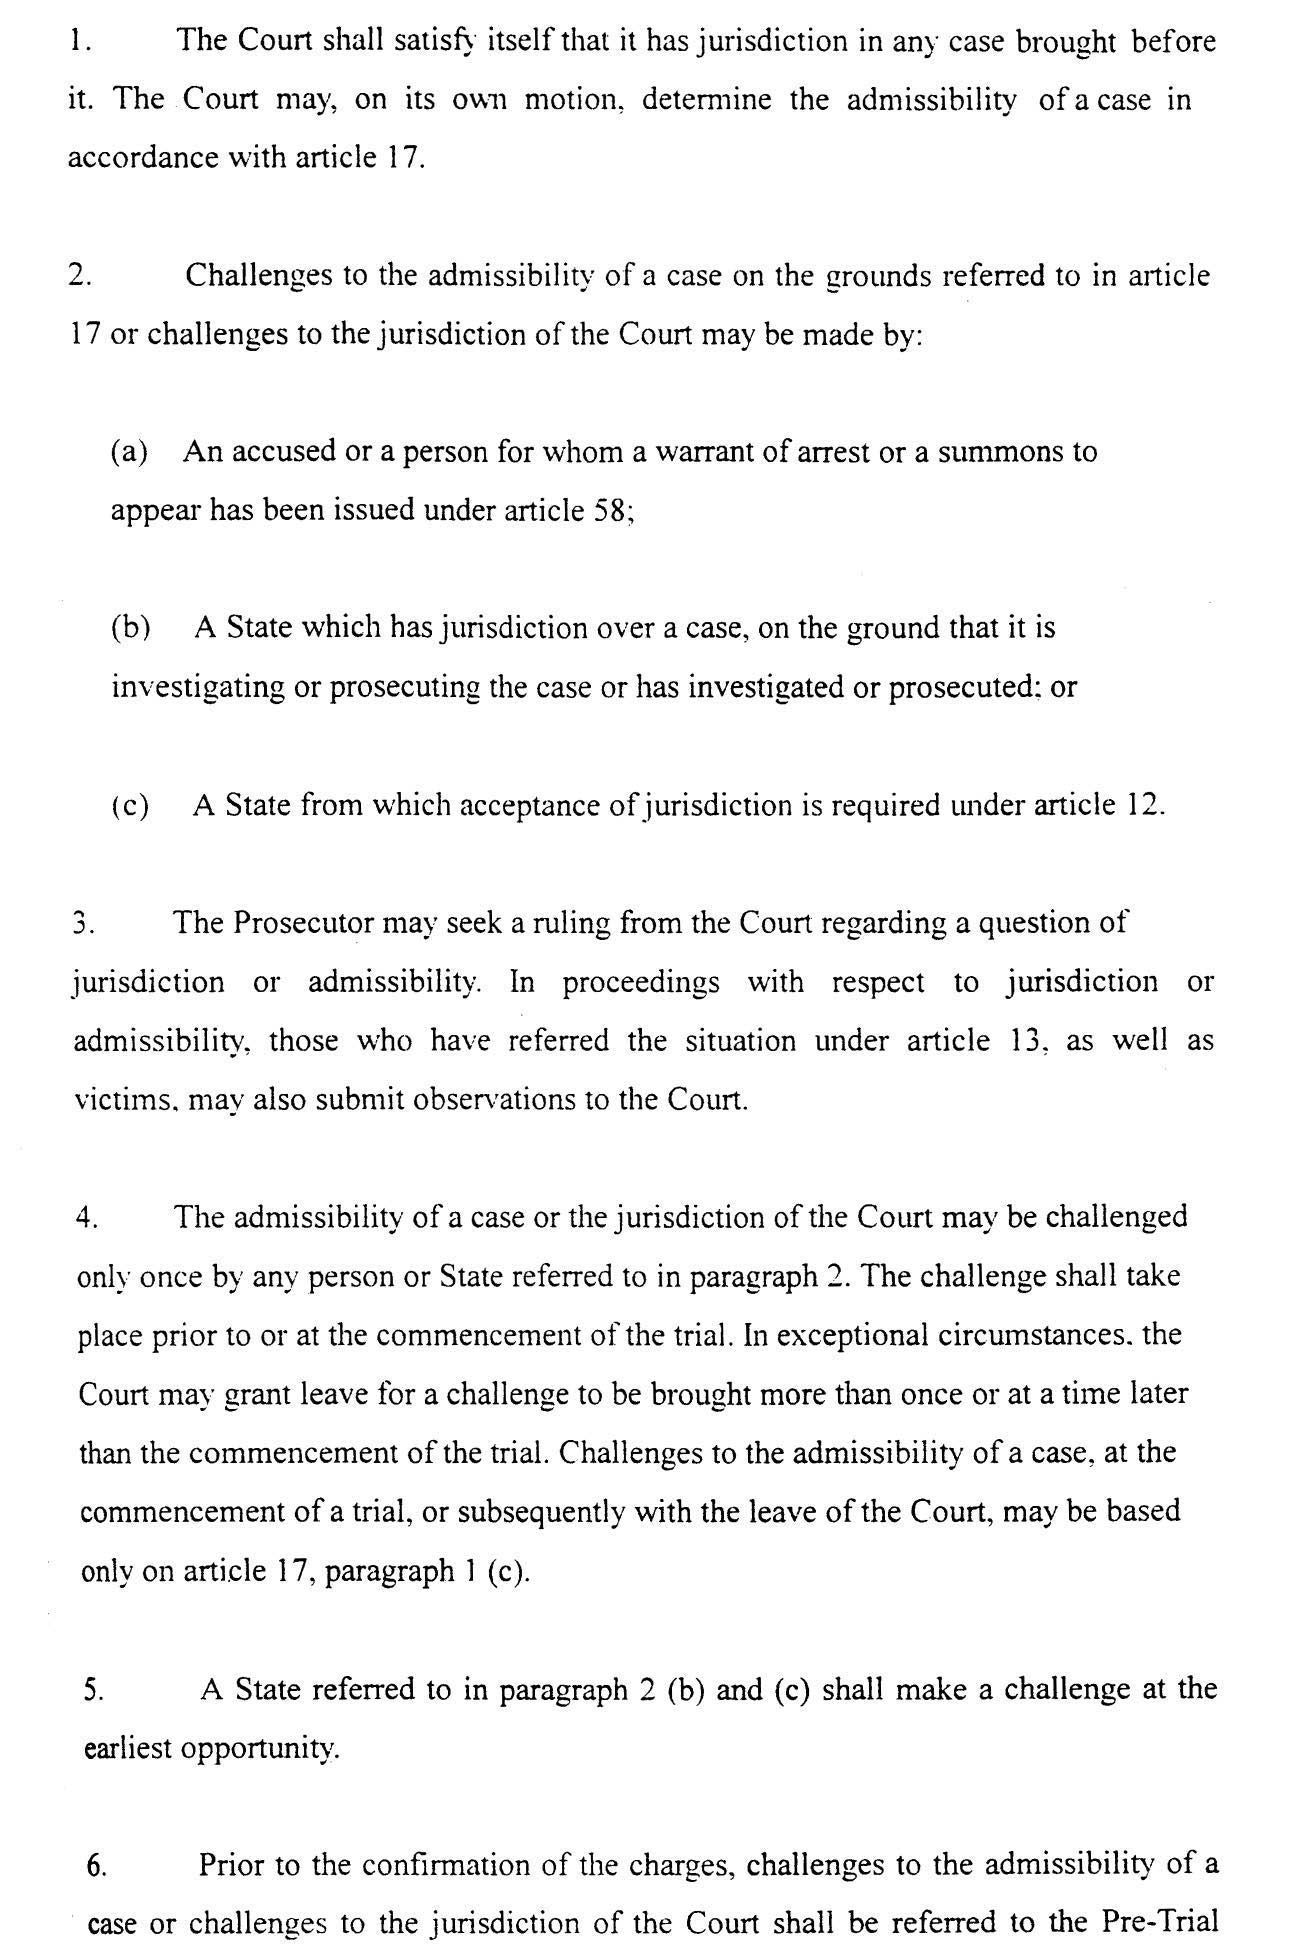 1. The Court shall satisfy itself that it has jurisdiction in any case brought before
it. The Court may, on its own motion, determine the admissibility of a case in
accordance with article 17.
2. Challenges to the admissibility of a case on the grounds referred to in article
17 or challenges to the jurisdiction of the Court may be made by:
(a) An accused or a person for whom a warrant of arrest or a summons to
appear has been issued under article 58;
(b) A State which has jurisdiction over a case, on the ground that it is
investigating or prosecuting the case or has investigated or prosecuted; or
(c) A State from which acceptance of jurisdiction is required under article 12.
3. The Prosecutor may seek a ruling from the Court regarding a question of
jurisdiction or admissibility. In proceedings with respect to jurisdiction or
admissibility, those who have referred the situation under article 13, as well as
victims, may also submit observations to the Court.
4. The admissibility of a case or the jurisdiction of the Court may be challenged
only once by any person or State referred to in paragraph 2. The challenge shall take
place prior to or at the commencement of the trial. In exceptional circumstances, the
Court may grant leave for a challenge to be brought more than once or at a time later
than the commencement of the trial. Challenges to the admissibility of a case, at the
commencement of a trial, or subsequently with the leave of the Court, may be based
only on article 17, paragraph 1 (c).
5. A State referred to in paragraph 2 (b) and (c) shall make a challenge at the
earliest opportunity.
6. Prior to the confirmation of the charges, challenges to the admissibility of a
case or challenges to the jurisdiction of the Court shall be referred to the Pre-Trial